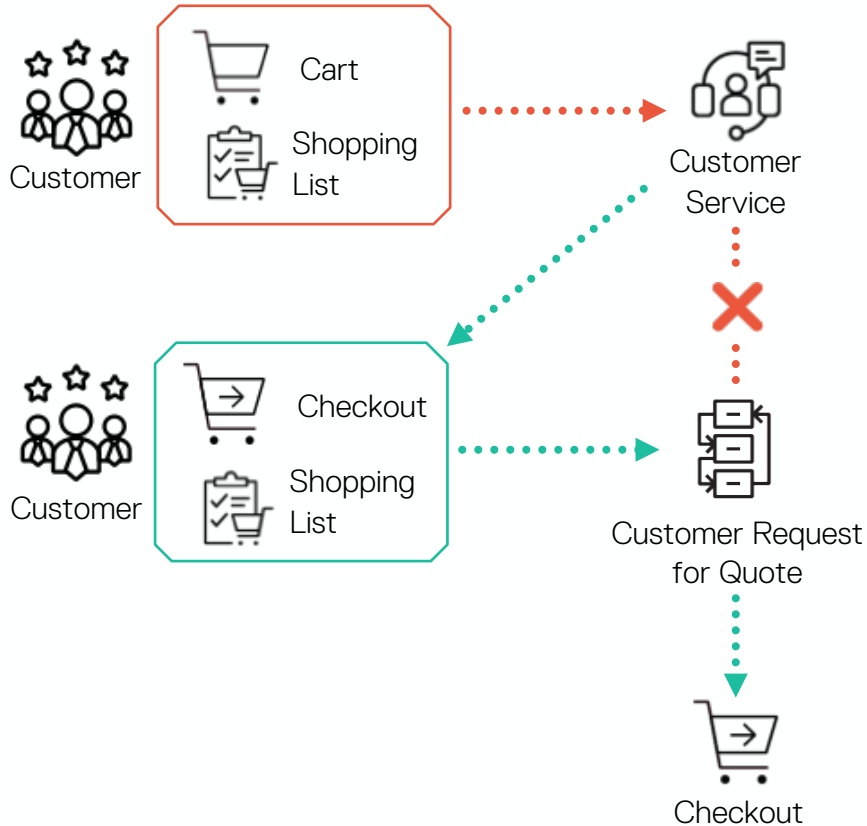 Cart
Shopping
List
Customer
Customer
Service
Checkout
Shopping
List
Customer
Customer Request
for Quote
Checkout